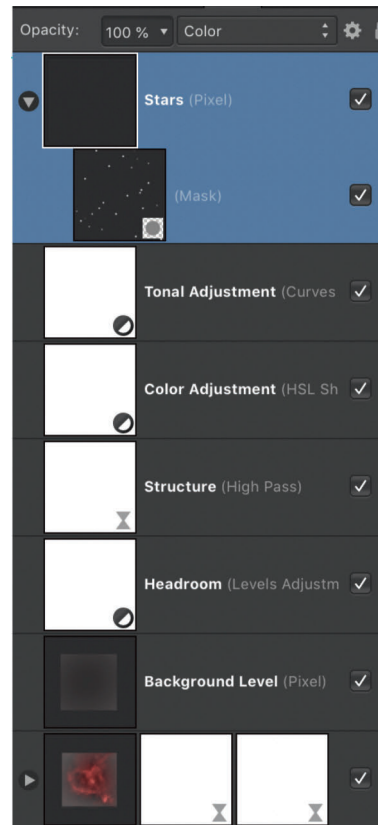 Opacity: 100 % Color
Stars (Pixel)
(Mask)
Tonal Adjustment (Curves
Color Adjustment (HSL Sh
Structure (High Pass)
Headroom (Levels Adjustm
Background Level (Pixel)